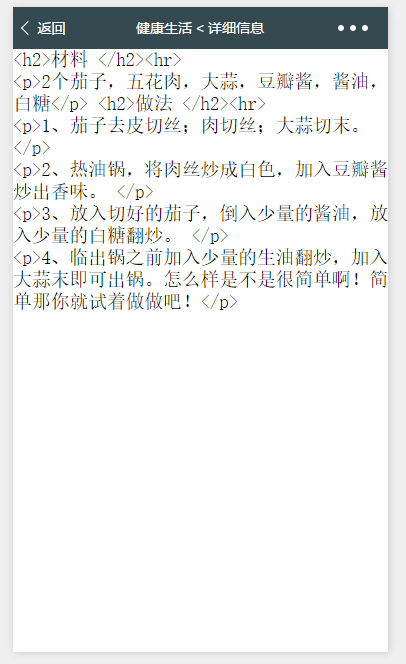 返回 健康生活 < 详细信息
<h2>材料 </h2><hr>
<p>2个茄子，五花肉，大蒜，豆瓣酱，酱油，
白糖</p> <h2>做法 </h2><hr>
<p>1、茄子去皮切丝；肉切丝；大蒜切末。
</p>
<p>2、热油锅，将肉丝炒成白色，加入豆瓣酱
炒出香味。 </p>
<p>3、放入切好的茄子，倒入少量的酱油，放
入少量的白糖翻炒。 </p>
<p>4、临出锅之前加入少量的生油翻炒，加入
大蒜末即可出锅。怎么样是不是很简单啊！简
单那你就试着做做吧！</p>